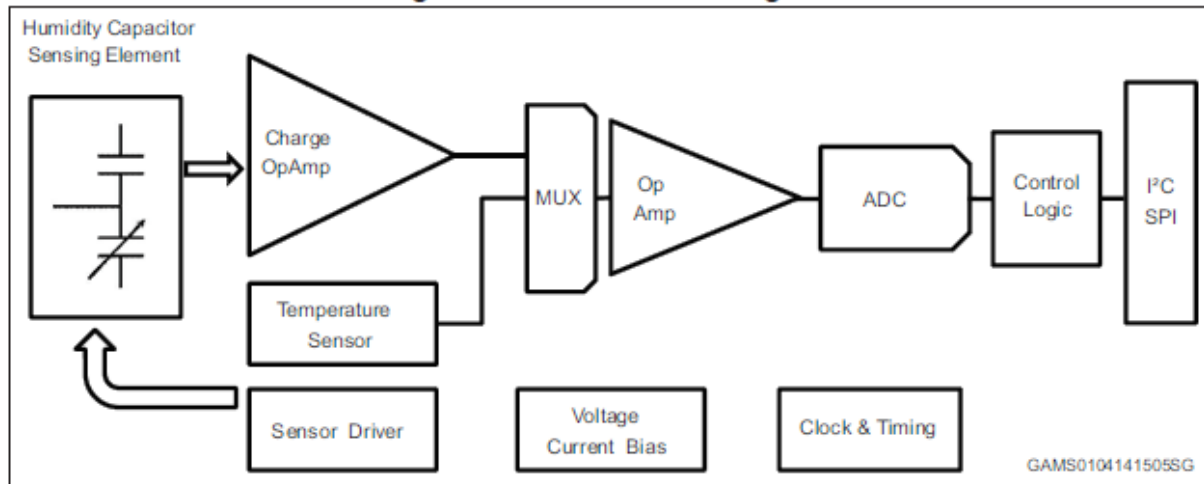 Humidity Capacitor
Sensing Element
Charge
OpAmp
MUX
Op
Amp
ADC
Control
Logic
I²C
SPI
Temperature
Sensor
Sensor Driver
Voltage
Current Bias
Clock & Timing
GAMS0104141505SG